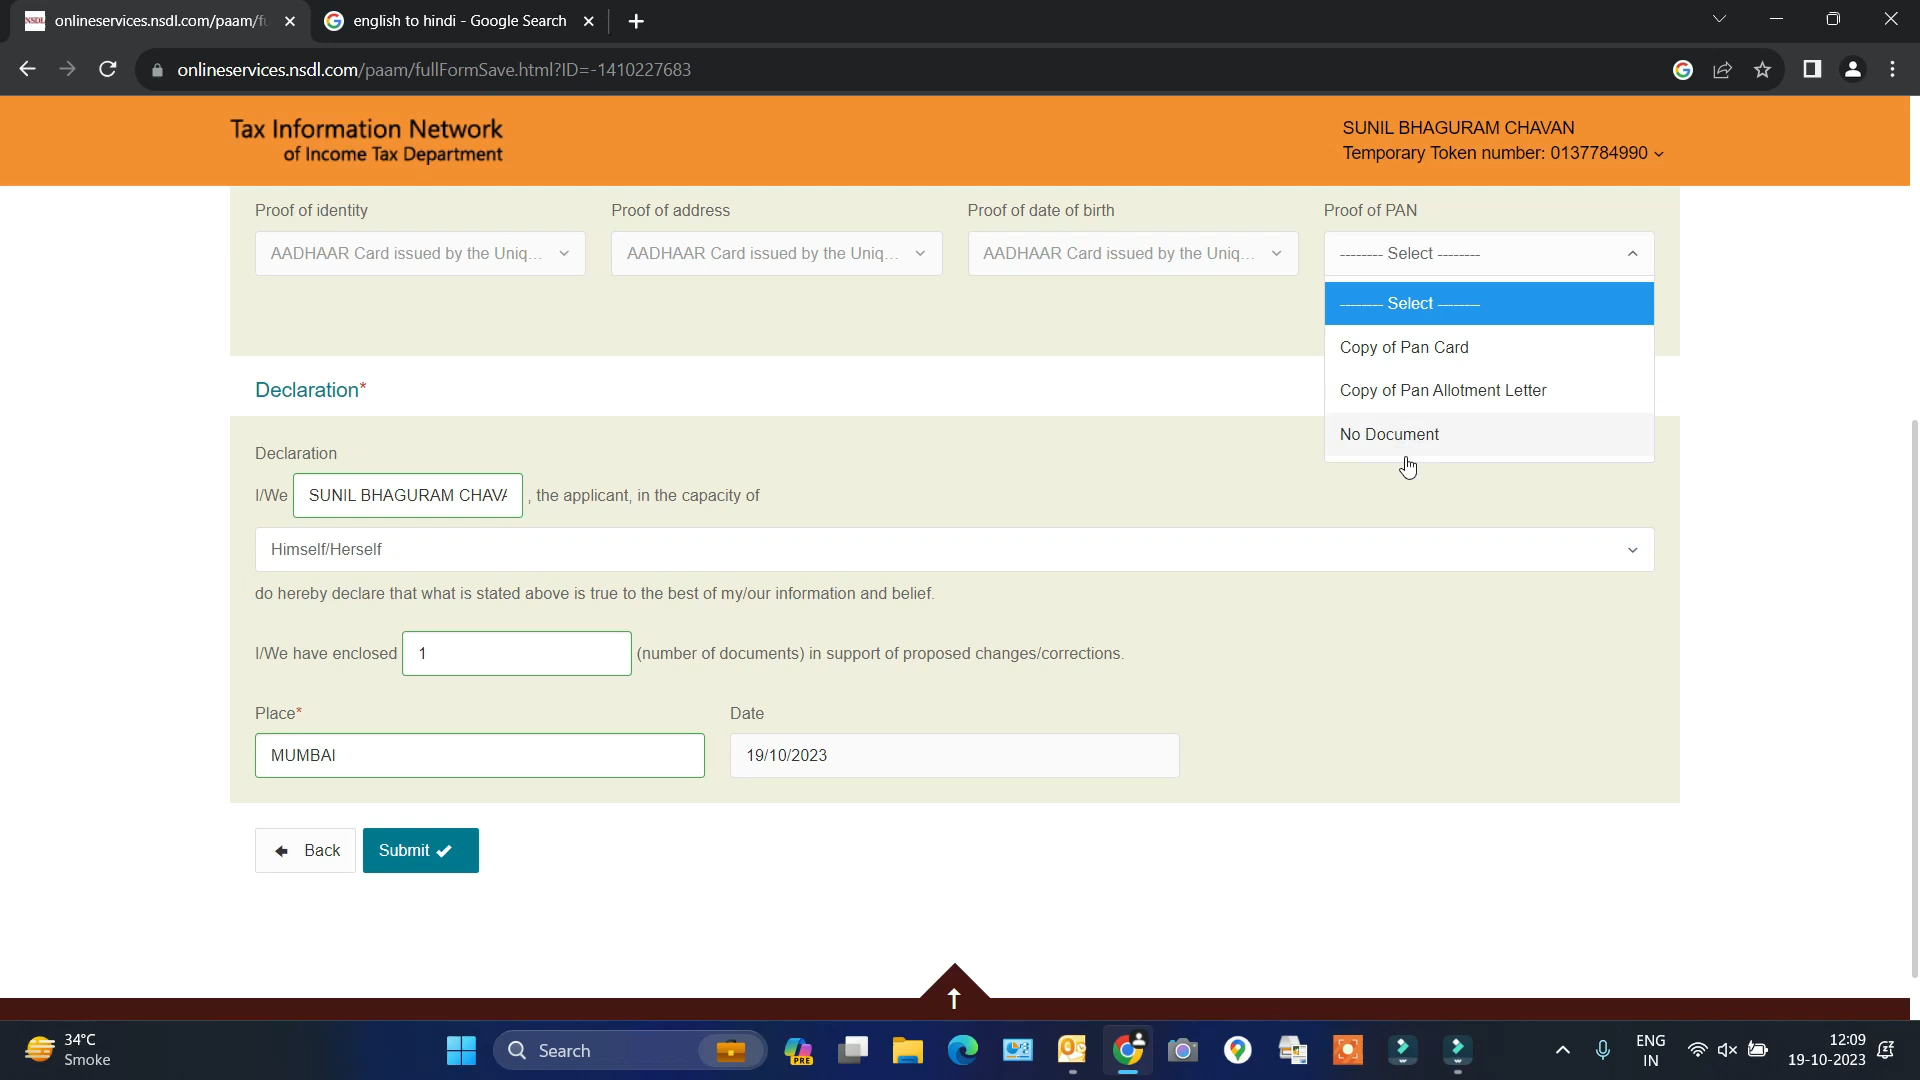 onlineservices.nsdl.com/paam/fu
english to hindi - Google Search
onlineservices.nsdl.com/paam/fullFormSave.html?ID=-1410227683
Tax Information Network
of Income Tax Department
SUNIL BHAGURAM CHAVAN
Temporary Token number: 0137784990
Proof of identity
Proof of address
Proof of date of birth
Proof of PAN
AADHAAR Card issued by the Uniq...
AADHAAR Card issued by the Uniq...
AADHAAR Card issued by the Uniq...
-------- Select --------
-------- Select --------
Copy of Pan Card
Copy of Pan Allotment Letter
No Document
Declaration*
Declaration
I/We SUNIL BHAGURAM CHAVA , the applicant, in the capacity of
Himself/Herself
do hereby declare that what is stated above is true to the best of my/our information and belief.
I/We have enclosed 1 (number of documents) in support of proposed changes/corrections.
Place*
Date
MUMBAI
19/10/2023
Back
Submit
34°C
Smoke
Search
PRE
ENG
IN
12:09
19-10-2023